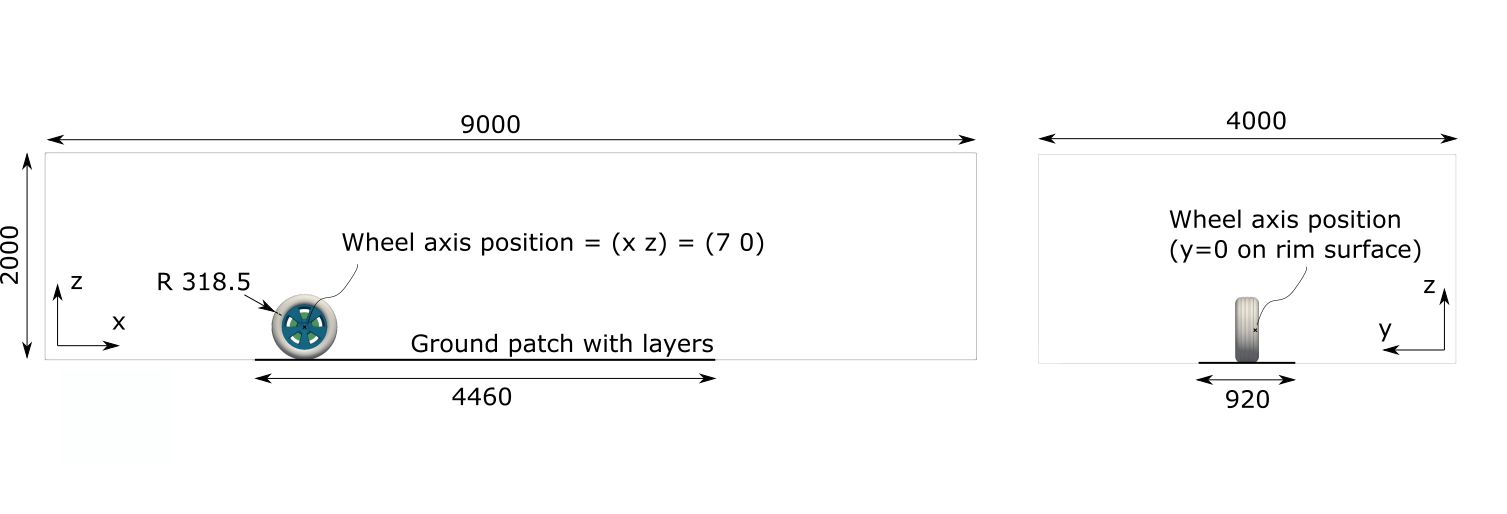 9000
4000
2000
Wheel axis position = (x z) = (7 0)
R 318.5
z
x
Ground patch with layers
4460
Wheel axis position
(y=0 on rim surface)
z
y
920